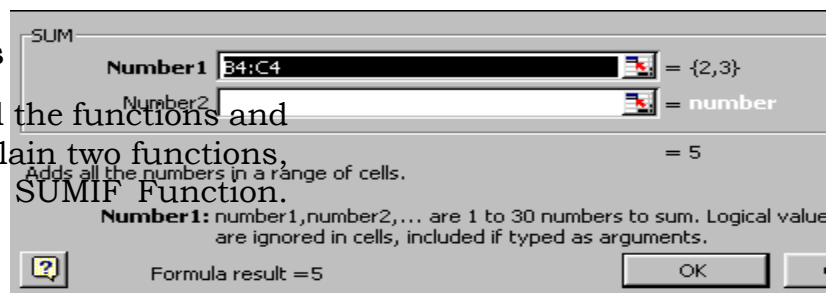 SUM
s
Number1 B4:C4 = {2,3}
Number2 = number
the functions and
lain two functions,
= 5
Adds all the numbers in a range of cells.
SUMIF Function.
Number1: number1,number2,... are 1 to 30 numbers to sum. Logical value
are ignored in cells, included if typed as arguments.
Formula result =5
OK